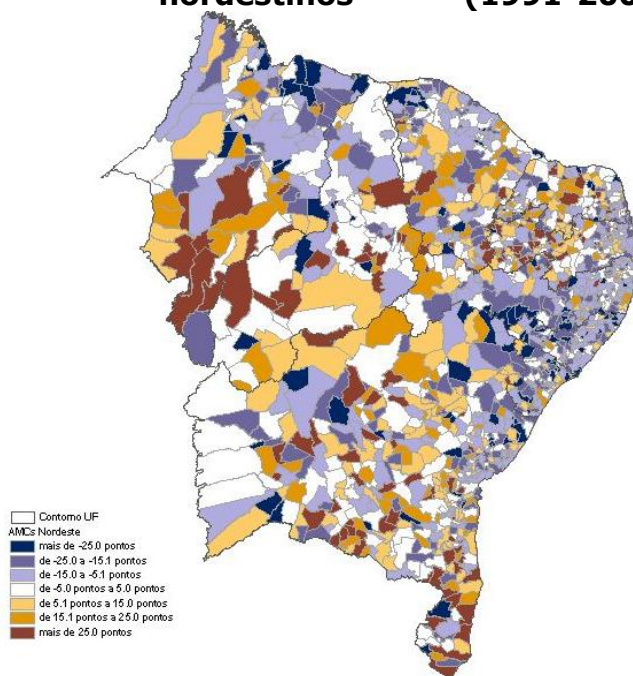 nordestinos (1991-200
Contorno UF
AMCs Nordeste
mais de -25.0 pontos
de -25.0 a -15.1 pontos
de -15.0 a -5.1 pontos
de -5.0 pontos a 5.0 pontos
de 5.1 pontos a 15.0 pontos
de 15.1 pontos a 25.0 pontos
mais de 25.0 pontos